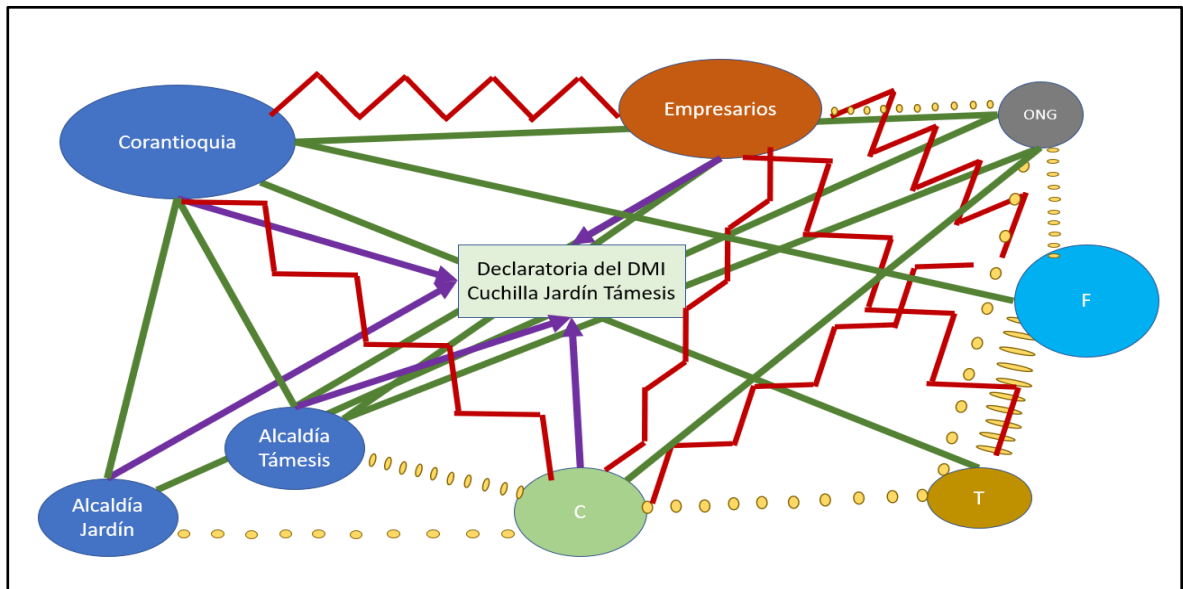 Corantioquia
Empresarios
ONG
Declaratoria del DMI
Cuchilla Jardín Támesis
F
Alcaldía
Támesis
Alcaldía
Jardín
C
T